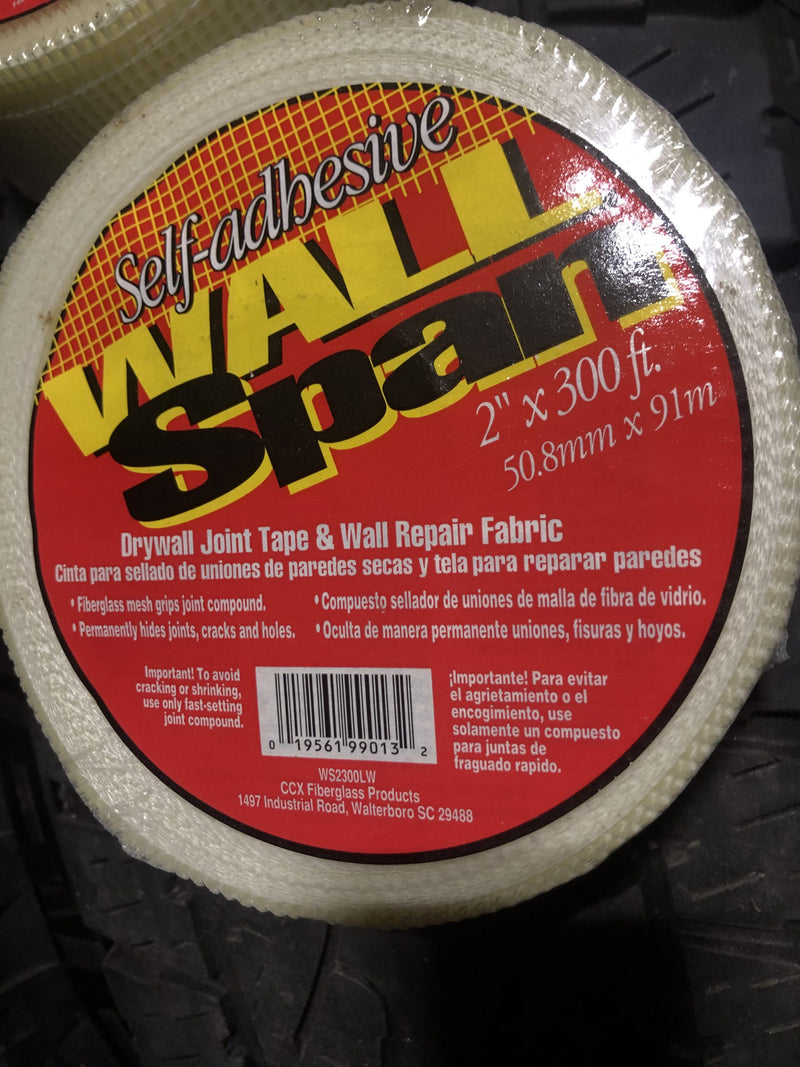 Self-adhesive
WALL
Span
2" x 300 ft.
50.8mm x 91m
Drywall Joint Tape & Wall Repair Fabric
Cinta para sellado de uniones de paredes secas y tela para reparar paredes
• Fiberglass mesh grips joint compound.
• Permanently hides joints, cracks and holes.
• Compuesto sellador de uniones de malla de fibra de vidrio.
• Oculta de manera permanente uniones, fisuras y hoyos.
Important! To avoid
cracking or shrinking,
use only fast-setting
joint compound.
0 19561 99013 2
¡Importante! Para evitar
el agrietamiento o el
encogimiento, use
solamente un compuesto
para juntas de
fraguado rapido.
WS2300LW
CCX Fiberglass Products
1497 Industrial Road, Walterboro SC 29488